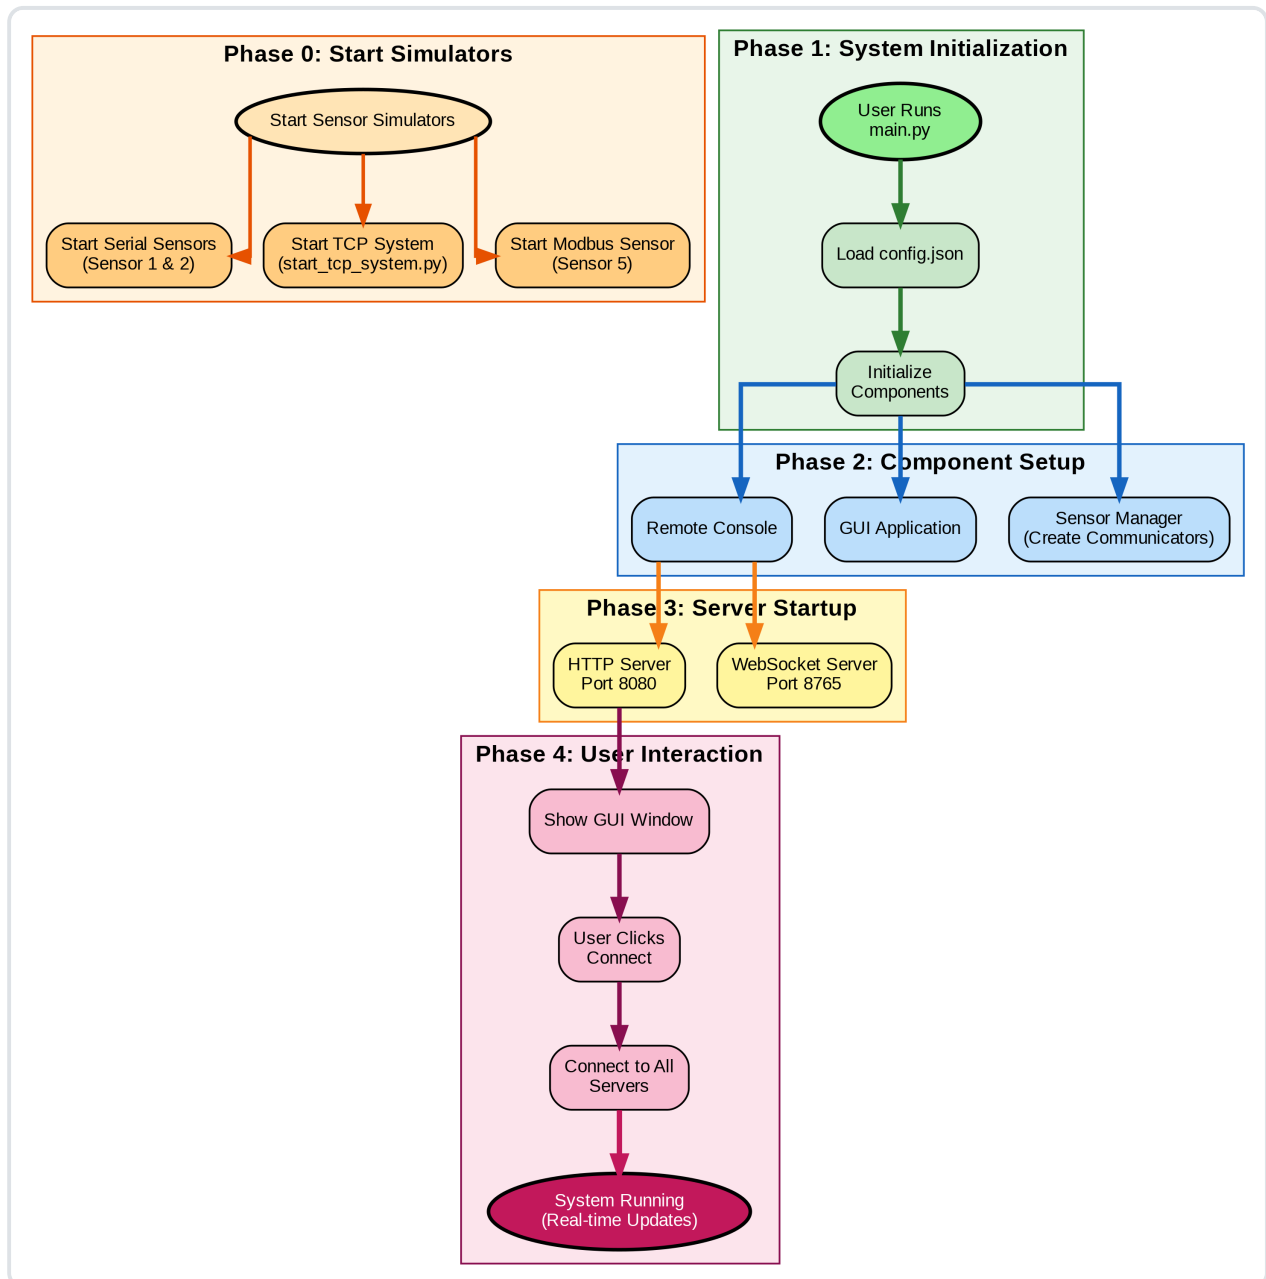 Phase 0: Start Simulators
Start Sensor Simulators
Start Serial Sensors
(Sensor 1 & 2)
Start TCP System
(start_tcp_system.py)
Start Modbus Sensor
(Sensor 5)
Phase 1: System Initialization
User Runs
main.py
Load config.json
Initialize
Components
Phase 2: Component Setup
Remote Console
GUI Application
Sensor Manager
(Create Communicators)
Phase 3: Server Startup
HTTP Server
Port 8080
WebSocket Server
Port 8765
Phase 4: User Interaction
Show GUI Window
User Clicks
Connect
Connect to All
Servers
System Running
(Real-time Updates)